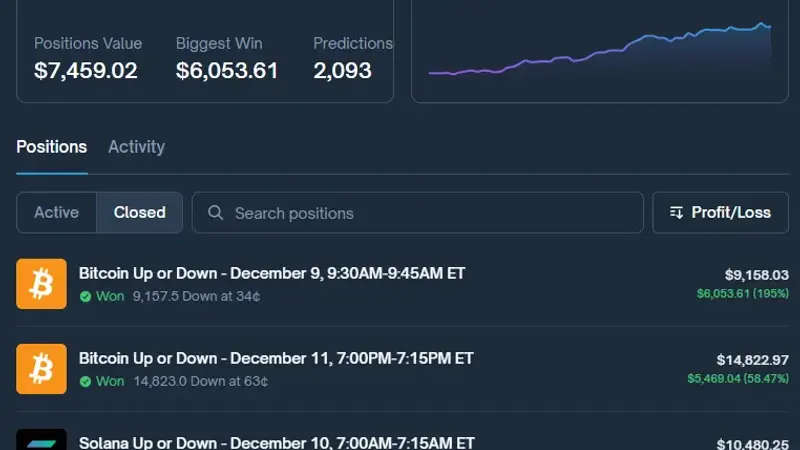 Positions Value Biggest Win Predictions
$7,459.02 $6,053.61 2,093
Positions Activity
Active Closed Search positions Profit/Loss
Bitcoin Up or Down - December 9, 9:30AM-9:45AM ET $9,158.03
Won 9,157.5 Down at 34¢ $6,053.61 (195%)
Bitcoin Up or Down - December 11, 7:00PM-7:15PM ET $14,822.97
Won 14,823.0 Down at 63¢ $5,469.04 (58.47%)
Solana Up or Down - December 10, 7:00AM-7:15AM ET $10,480.25